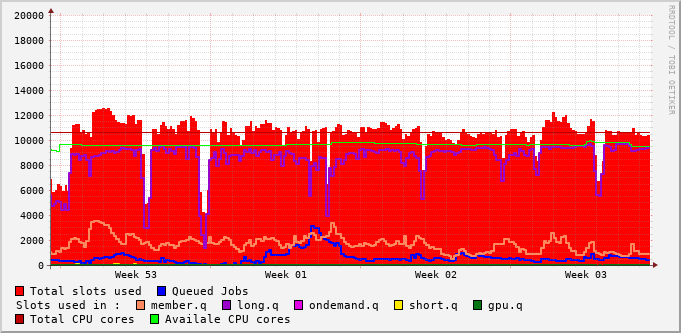 20000
18000
16000
14000
12000
10000
8000
6000
4000
2000
0
Week 53 Week 01 Week 02 Week 03
RRDTOOL / TOBI OETIKER
Total slots used Queued Jobs
Slots used in : member.q long.q ondemand.q short.q gpu.q
Total CPU cores Availale CPU cores